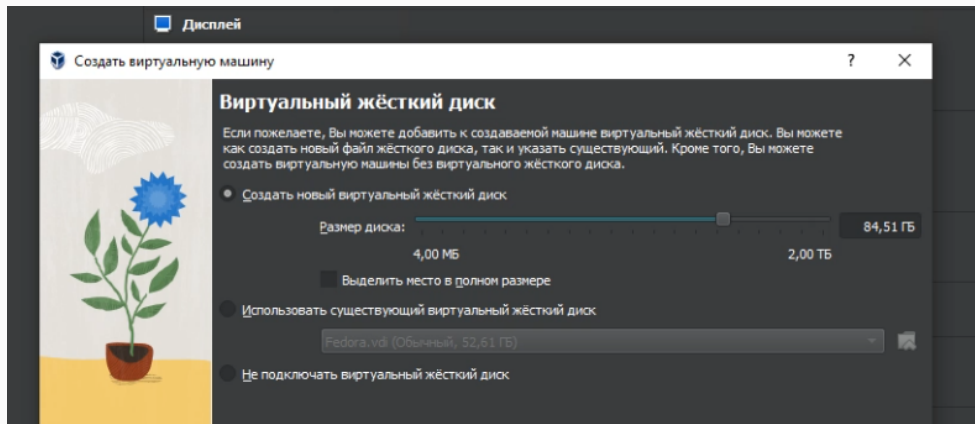 Дисплей
Создать виртуальную машину
?
Виртуальный жёсткий диск
Если пожелаете, Вы можете добавить к создаваемой машине виртуальный жёсткий диск. Вы можете
как создать новый файл жёсткого диска, так и указать существующий. Кроме того, Вы можете
создать виртуальную машины без виртуального жёсткого диска.
Создать новый виртуальный жёсткий диск
Размер диска: 84,51 ГБ
4,00 МБ 2,00 ТБ
Выделить место в полном размере
Использовать существующий виртуальный жёсткий диск
Fedora.vdi (Обычный, 52,61 ГБ)
Не подключать виртуальный жёсткий диск